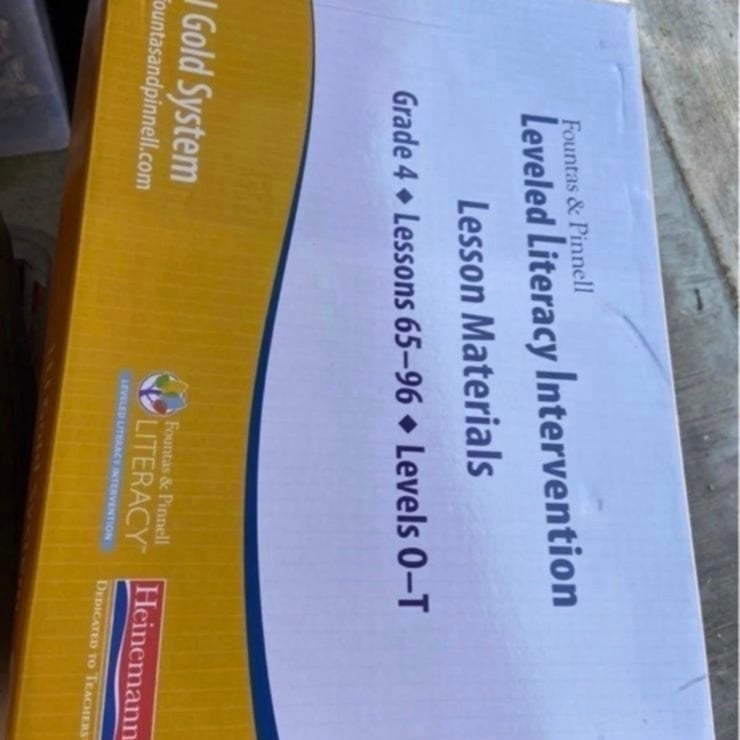 Fountas & Pinnell
Leveled Literacy Intervention
Lesson Materials
Grade 4 ◆ Lessons 65–96 ◆ Levels O–T
Gold System
fountasandpinnell.com
Fountas & Pinnell
LITERACY™
LEVELED LITERACY INTERVENTION
Heinemann
DEDICATED TO TEACHERS